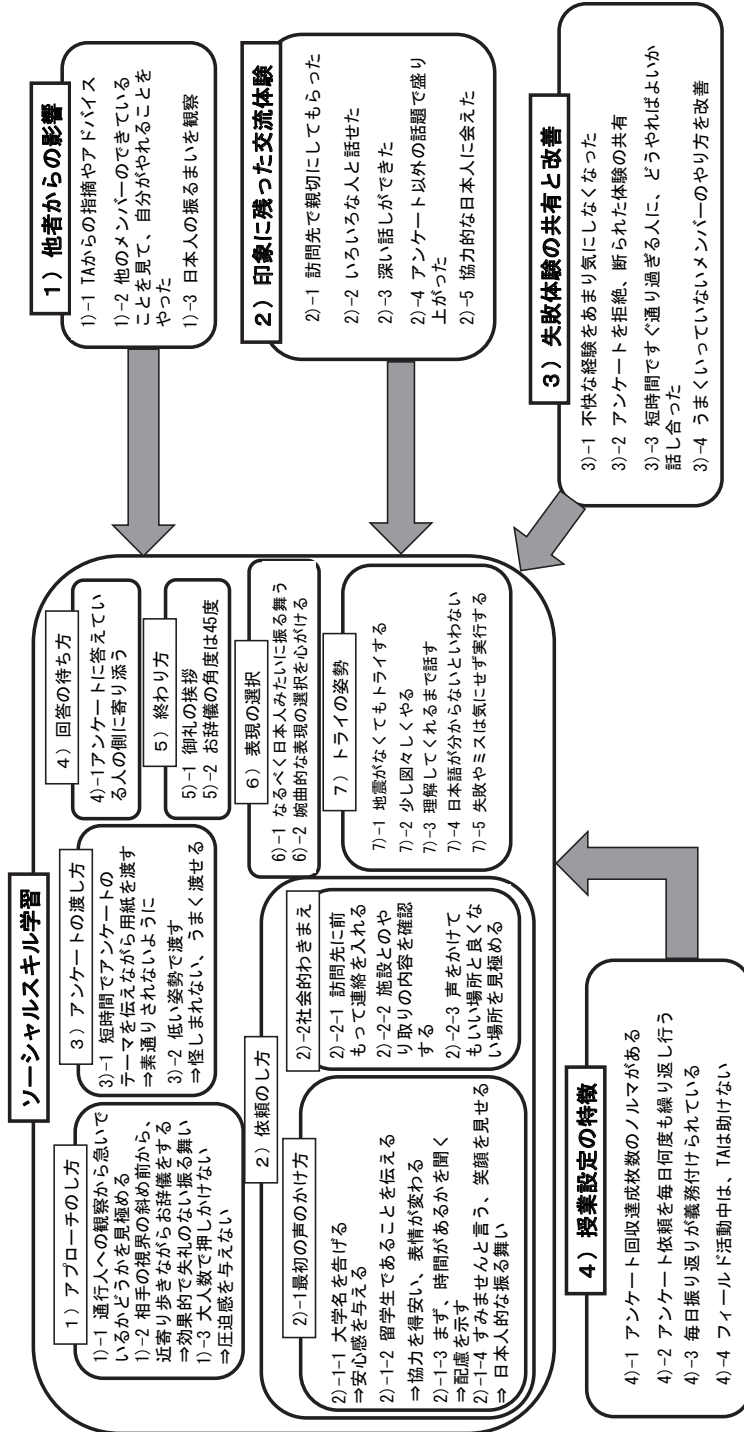 ソーシャルスキル学習
1）アプローチのし方
1)-1 通行人への観察から急いで
いるかどうかを見極める
1)-2 相手の視界の斜め前から、
近寄り歩きながらお辞儀をする
⇒効果的で失礼のない振る舞い
1)-3 大人数で押しかけない
⇒圧迫感を与えない
3）アンケートの渡し方
3)-1 短時間でアンケートの
テーマを伝えながら用紙を渡す
⇒素通りされないように
3)-2 低い姿勢で渡す
⇒怪しまれない、うまく渡せる
4）回答の待ち方
4)-1アンケートに答えてい
る人の側に寄り添う
5）終わり方
5)-1 御礼の挨拶
5)-2 お辞儀の角度は45度
2）依頼のし方
2)-1最初の声のかけ方
2)-1-1 大学名を告げる
⇒安心感を与える
2)-1-2 留学生であることを伝える
⇒協力を得安い、表情が変わる
2)-1-3 まず、時間があるかを聞く
⇒配慮を示す
2)-1-4 すみませんと言う、笑顔を見せる
⇒ 日本人的な振る舞い
2)-2社会的わきまえ
2)-2-1 訪問先に前
もって連絡を入れる
2)-2-2 施設とのや
り取りの内容を確認
する
2)-2-3 声をかけて
もいい場所と良くな
い場所を見極める
6）表現の選択
6)-1 なるべく日本人みたいに振る舞う
6)-2 婉曲的な表現の選択を心がける
7）トライの姿勢
7)-1 地震がなくてもトライする
7)-2 少し図々しくやる
7)-3 理解してくれるまで話す
7)-4 日本語が分からないといわない
7)-5 失敗やミスは気にせず実行する
1）他者からの影響
1)-1 TAからの指摘やアドバイス
1)-2 他のメンバーのできている
ことを見て、自分がやれることを
やった
1)-3 日本人の振るまいを観察
2）印象に残った交流体験
2)-1 訪問先で親切にしてもらった
2)-2 いろいろな人と話せた
2)-3 深い話しができた
2)-4 アンケート以外の話題で盛り
上がった
2)-5 協力的な日本人に会えた
3）失敗体験の共有と改善
3)-1 不快な経験をあまり気にしなくなった
3)-2 アンケートを拒絶、断られた体験の共有
3)-3 短時間ですぐ通り過ぎる人に、どうやればよいか
話し合った
3)-4 うまくいっていないメンバーのやり方を改善
4）授業設定の特徴
4)-1 アンケート回収達成枚数のノルマがある
4)-2 アンケート依頼を毎日何度も繰り返し行う
4)-3 毎日振り返りが義務付けられている
4)-4 フィールド活動中は、TAは助けない